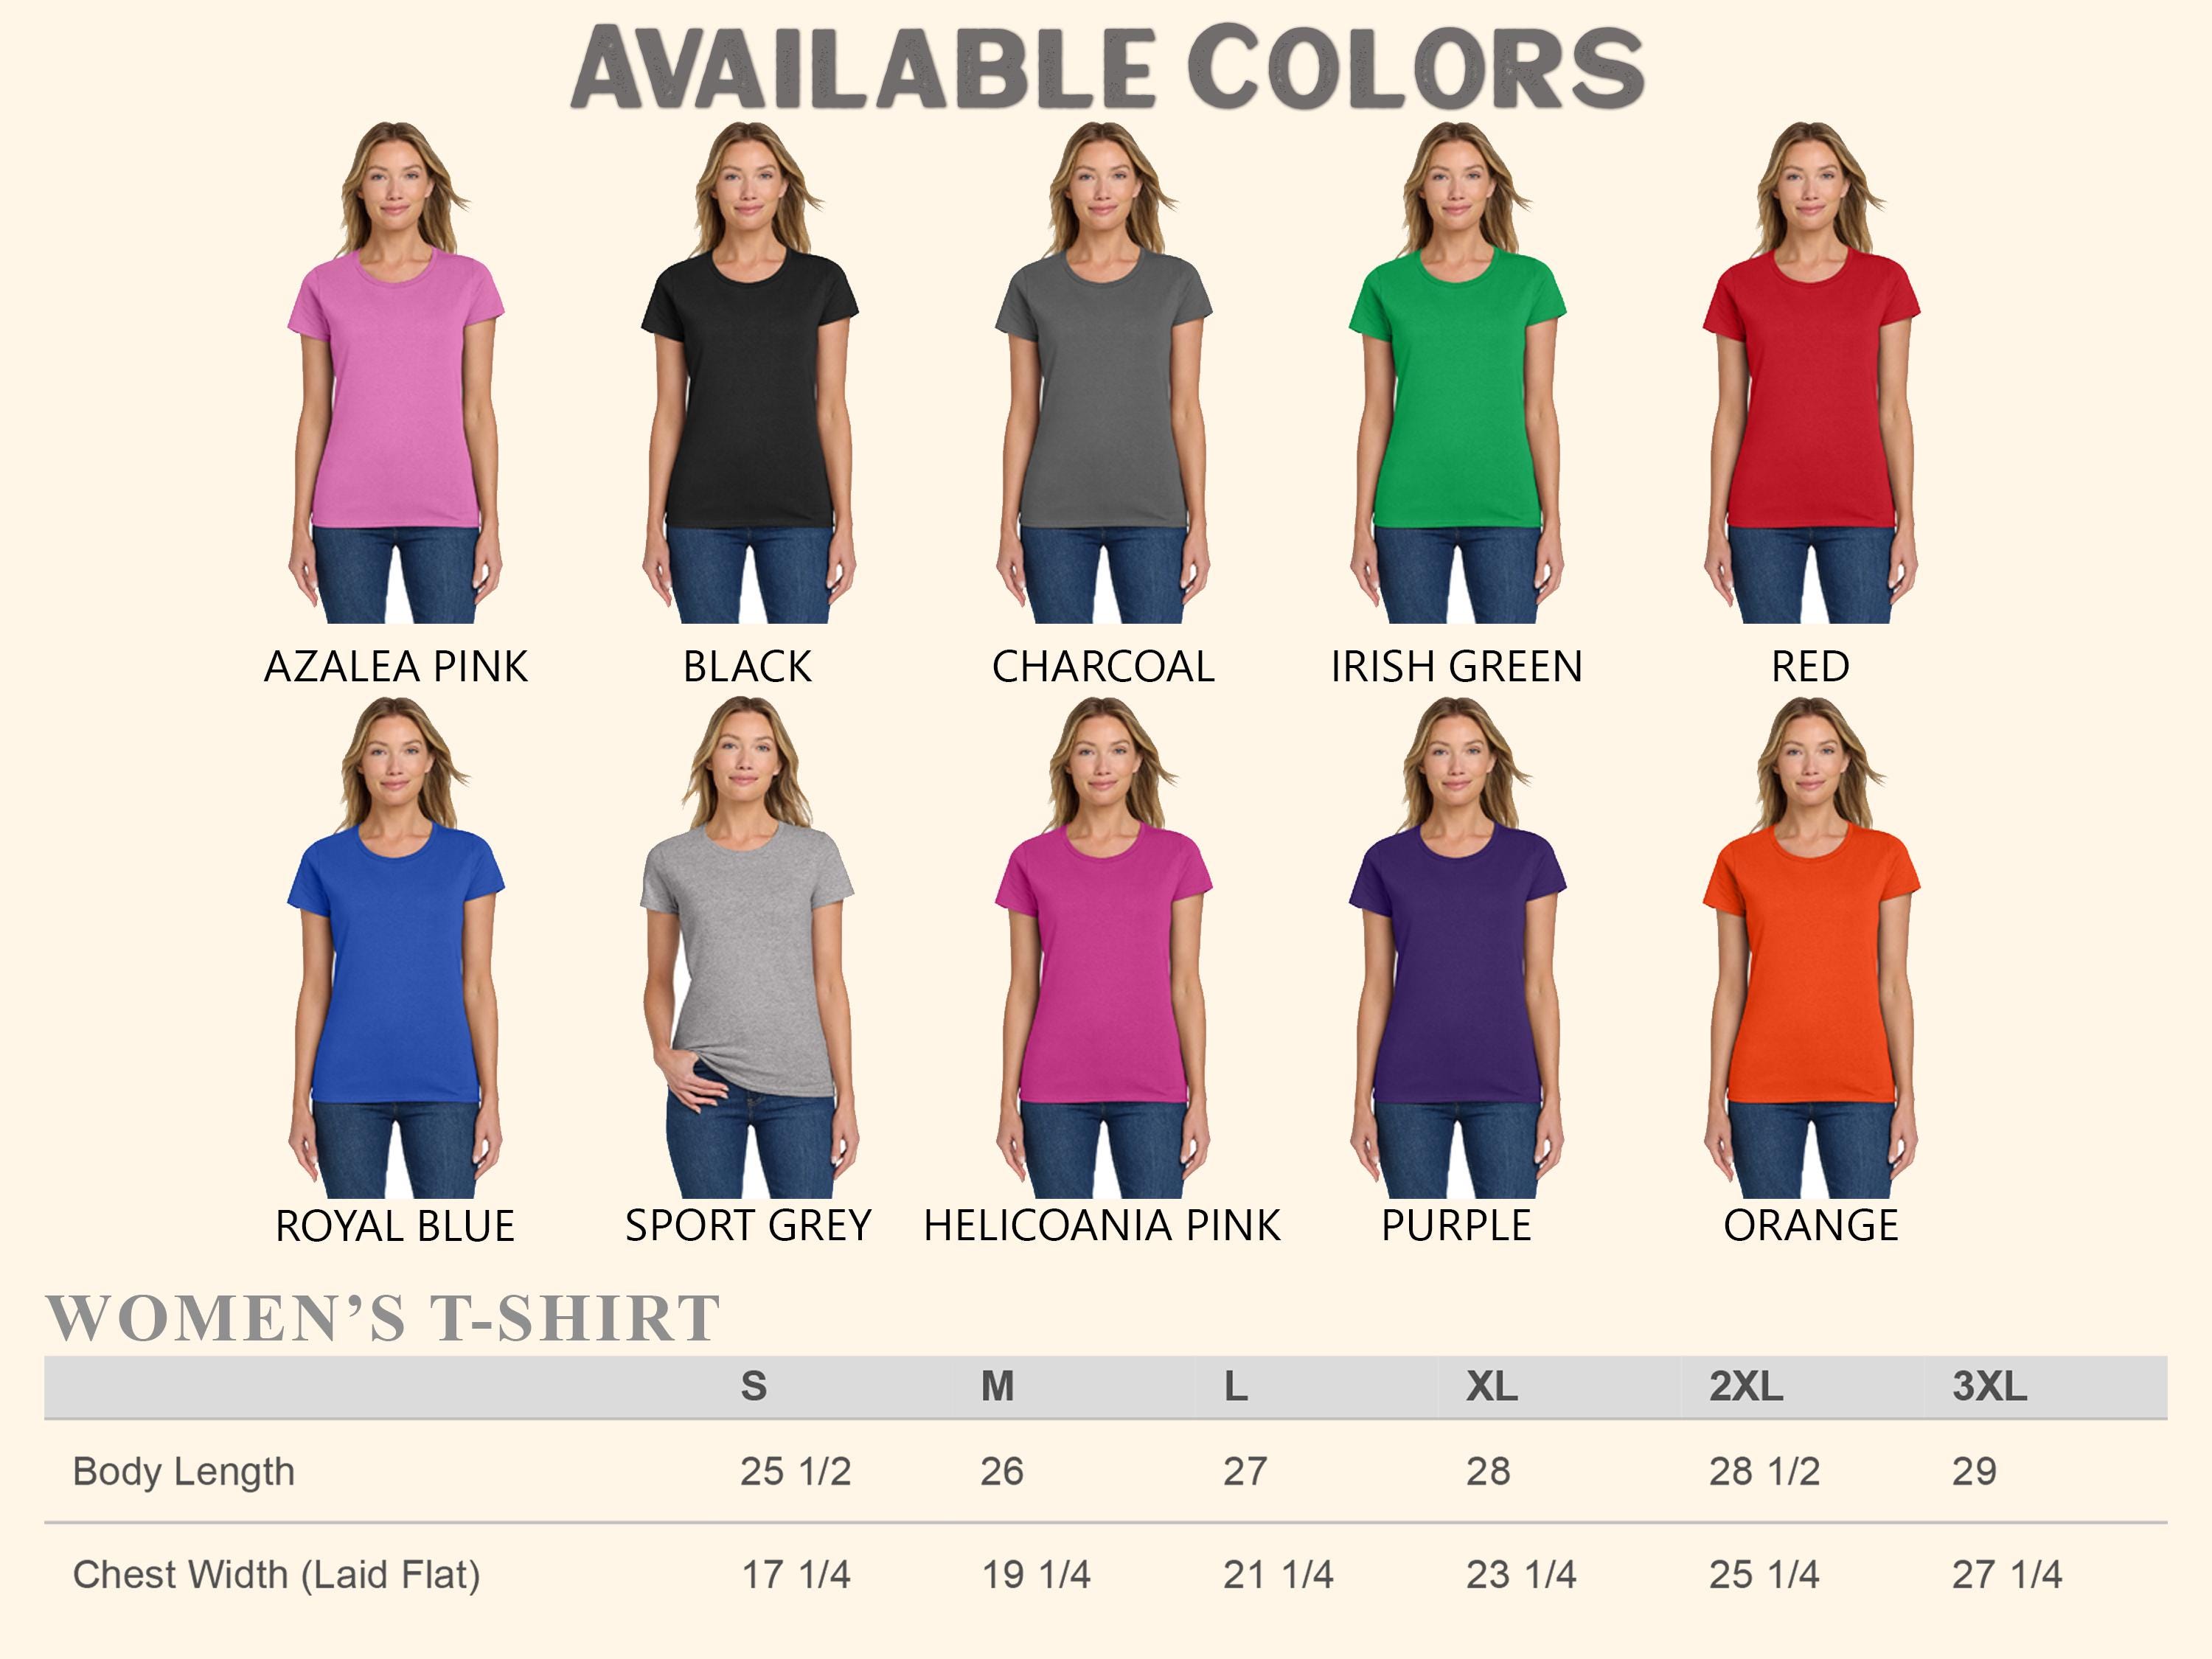 AVAILABLE COLORS
AZALEA PINK BLACK CHARCOAL IRISH GREEN RED
ROYAL BLUE SPORT GREY HELICOANIA PINK PURPLE ORANGE
WOMEN’S T-SHIRT
S M L XL 2XL 3XL
Body Length 25 1/2 26 27 28 28 1/2 29
Chest Width (Laid Flat) 17 1/4 19 1/4 21 1/4 23 1/4 25 1/4 27 1/4